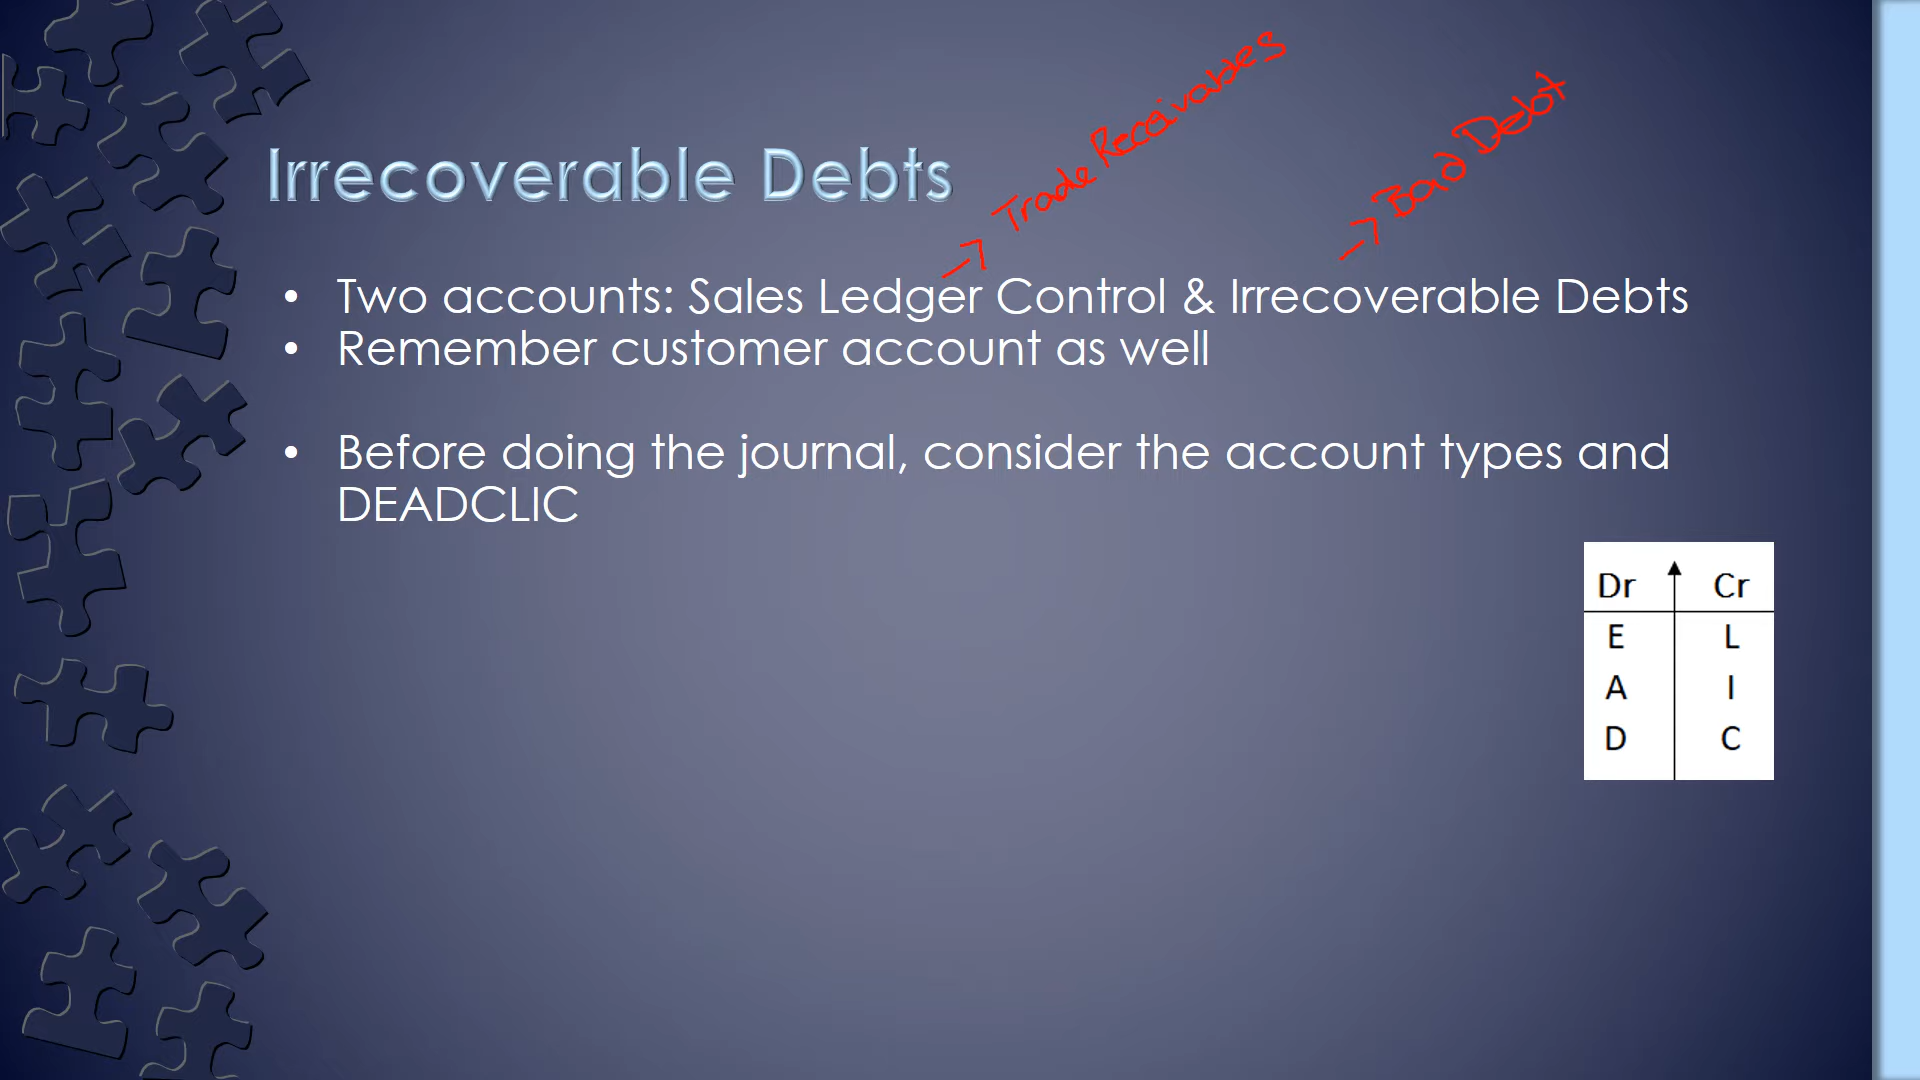 → Trade Receivables
→ Bad Debt
Irrecoverable Debts
• Two accounts: Sales Ledger Control & Irrecoverable Debts
• Remember customer account as well
• Before doing the journal, consider the account types and
DEADCLIC
Dr Cr
E L
A I
D C